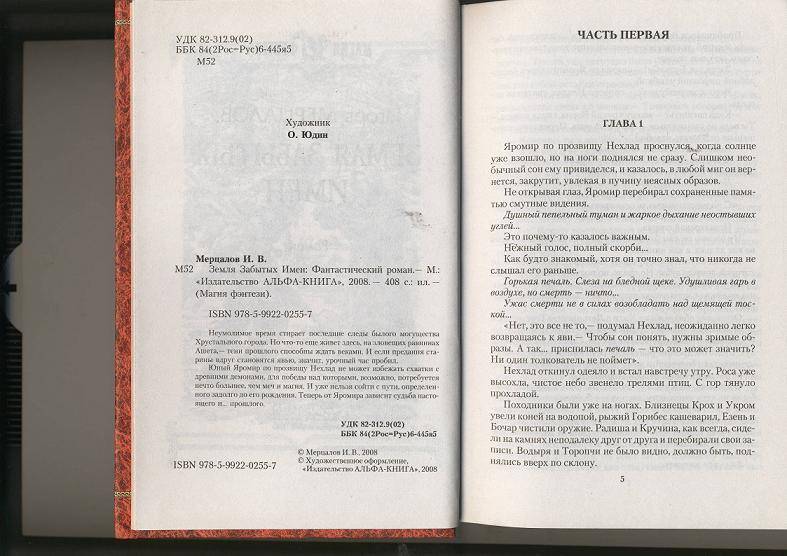 УДК 82-312.9(02)
ББК 84(2Рос=Рус)6-445я5
М52
Художник
О. Юдин
Мерцалов И. В.
М52 Земля Забытых Имен: Фантастический роман.— М.:
«Издательство АЛЬФА-КНИГА», 2008.— 408 с.: ил.—
(Магия фэнтези).
ISBN 978-5-9922-0255-7
Неумолимое время стирает последние следы былого могущества
Хрустального города. Но что-то еще живет здесь, на зловещих равнинах
Ашета,— тени прошлого способны ждать веками. И если предания ста-
рины вдруг становятся явью, значит, урочный час пробил.
Юный Яромир по прозвищу Нехлад не может избежать схватки с
древними демонами, для победы над которыми, возможно, потребуется
нечто большее, чем меч и магия. И уже нельзя сойти с пути, определен-
ного задолго до его рождения. Теперь от Яромира зависит судьба настоя-
щего и... прошлого.
УДК 82-312.9(02)
ББК 84(2Рос=Рус)6-445я5
© Мерцалов И. В., 2008
© Художественное оформление,
ISBN 978-5-9922-0255-7 «Издательство АЛЬФА-КНИГА», 2008
ЧАСТЬ ПЕРВАЯ
ГЛАВА 1
Яромир по прозвищу Нехлад проснулся, когда солнце
уже взошло, но на ноги поднялся не сразу. Слишком необ-
ычный сон ему привиделся, и казалось, в любой миг он вер-
нется, закрутит, увлекая в пучину неясных образов.
Не открывая глаз, Яромир перебирал сохраненные памя-
тью смутные видения.
Душный пепельный туман и жаркое дыхание неостывших
углей...
Это почему-то казалось важным.
Нежный голос, полный скорби...
Как будто знакомый, хотя он точно знал, что никогда не
слышал его раньше.
Горькая печаль. Слеза на бледной щеке. Удушливая гарь в
воздухе, но смерть — ничто...
Ужас смерти не в силах возобладать над щемящей тос-
кой...
«Нет, это все не то,— подумал Нехлад, неожиданно легко
возвращаясь к яви.— Чтобы сон понять, нужны зримые об-
разы. А так... приснилась печаль — что это может значить?
Ни один толкователь не поймет».
Нехлад откинул одеяло и встал навстречу утру. Роса уже
высохла, чистое небо звенело трелями птиц. С гор тянуло
прохладой.
Походники были уже на ногах. Близнецы Крох и Укром
увели коней на водопой, рыжий Горибес кашеварил, Езень и
Бочар чистили оружие. Радиша и Кручина, как всегда, сиде-
ли на камнях неподалеку друг от друга и перебирали свои за-
писи. Водыря и Торопчи не было видно, должно быть, под-
нялись вверх по склону.
5